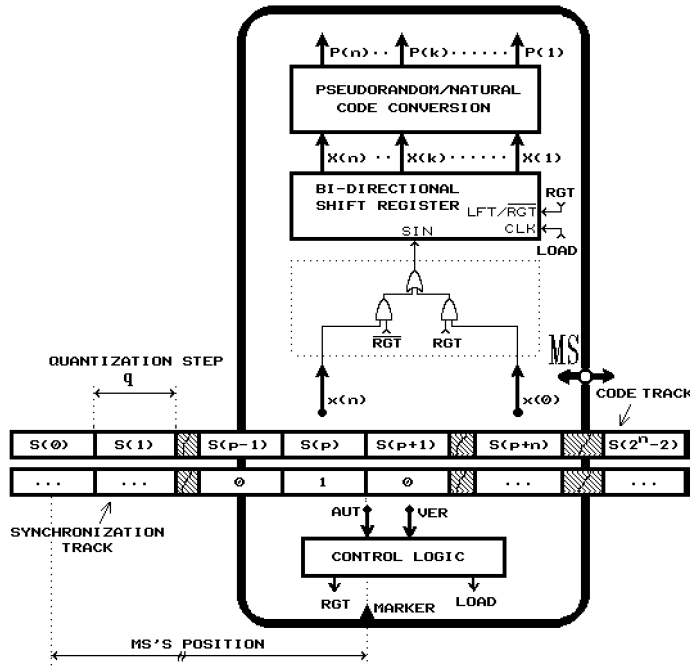 P(n)·· P(k)······ P(1)
PSEUDORANDOM/NATURAL
CODE CONVERSION
X(n)·· X(k)······ X(1)
BI-DIRECTIONAL
SHIFT REGISTER
RGT
LFT/RGT
CLK
SIN
LOAD
RGT
RGT
MS
QUANTIZATION STEP
q
x(n)
x(0)
CODE TRACK
S(0) S(1) S(p-1) S(p) S(p+1) S(p+n) S(2ⁿ-2)
... ... 0 1 0 ... ...
AUT VER
SYNCHRONIZATION
TRACK
CONTROL LOGIC
RGT MARKER LOAD
MS'S POSITION